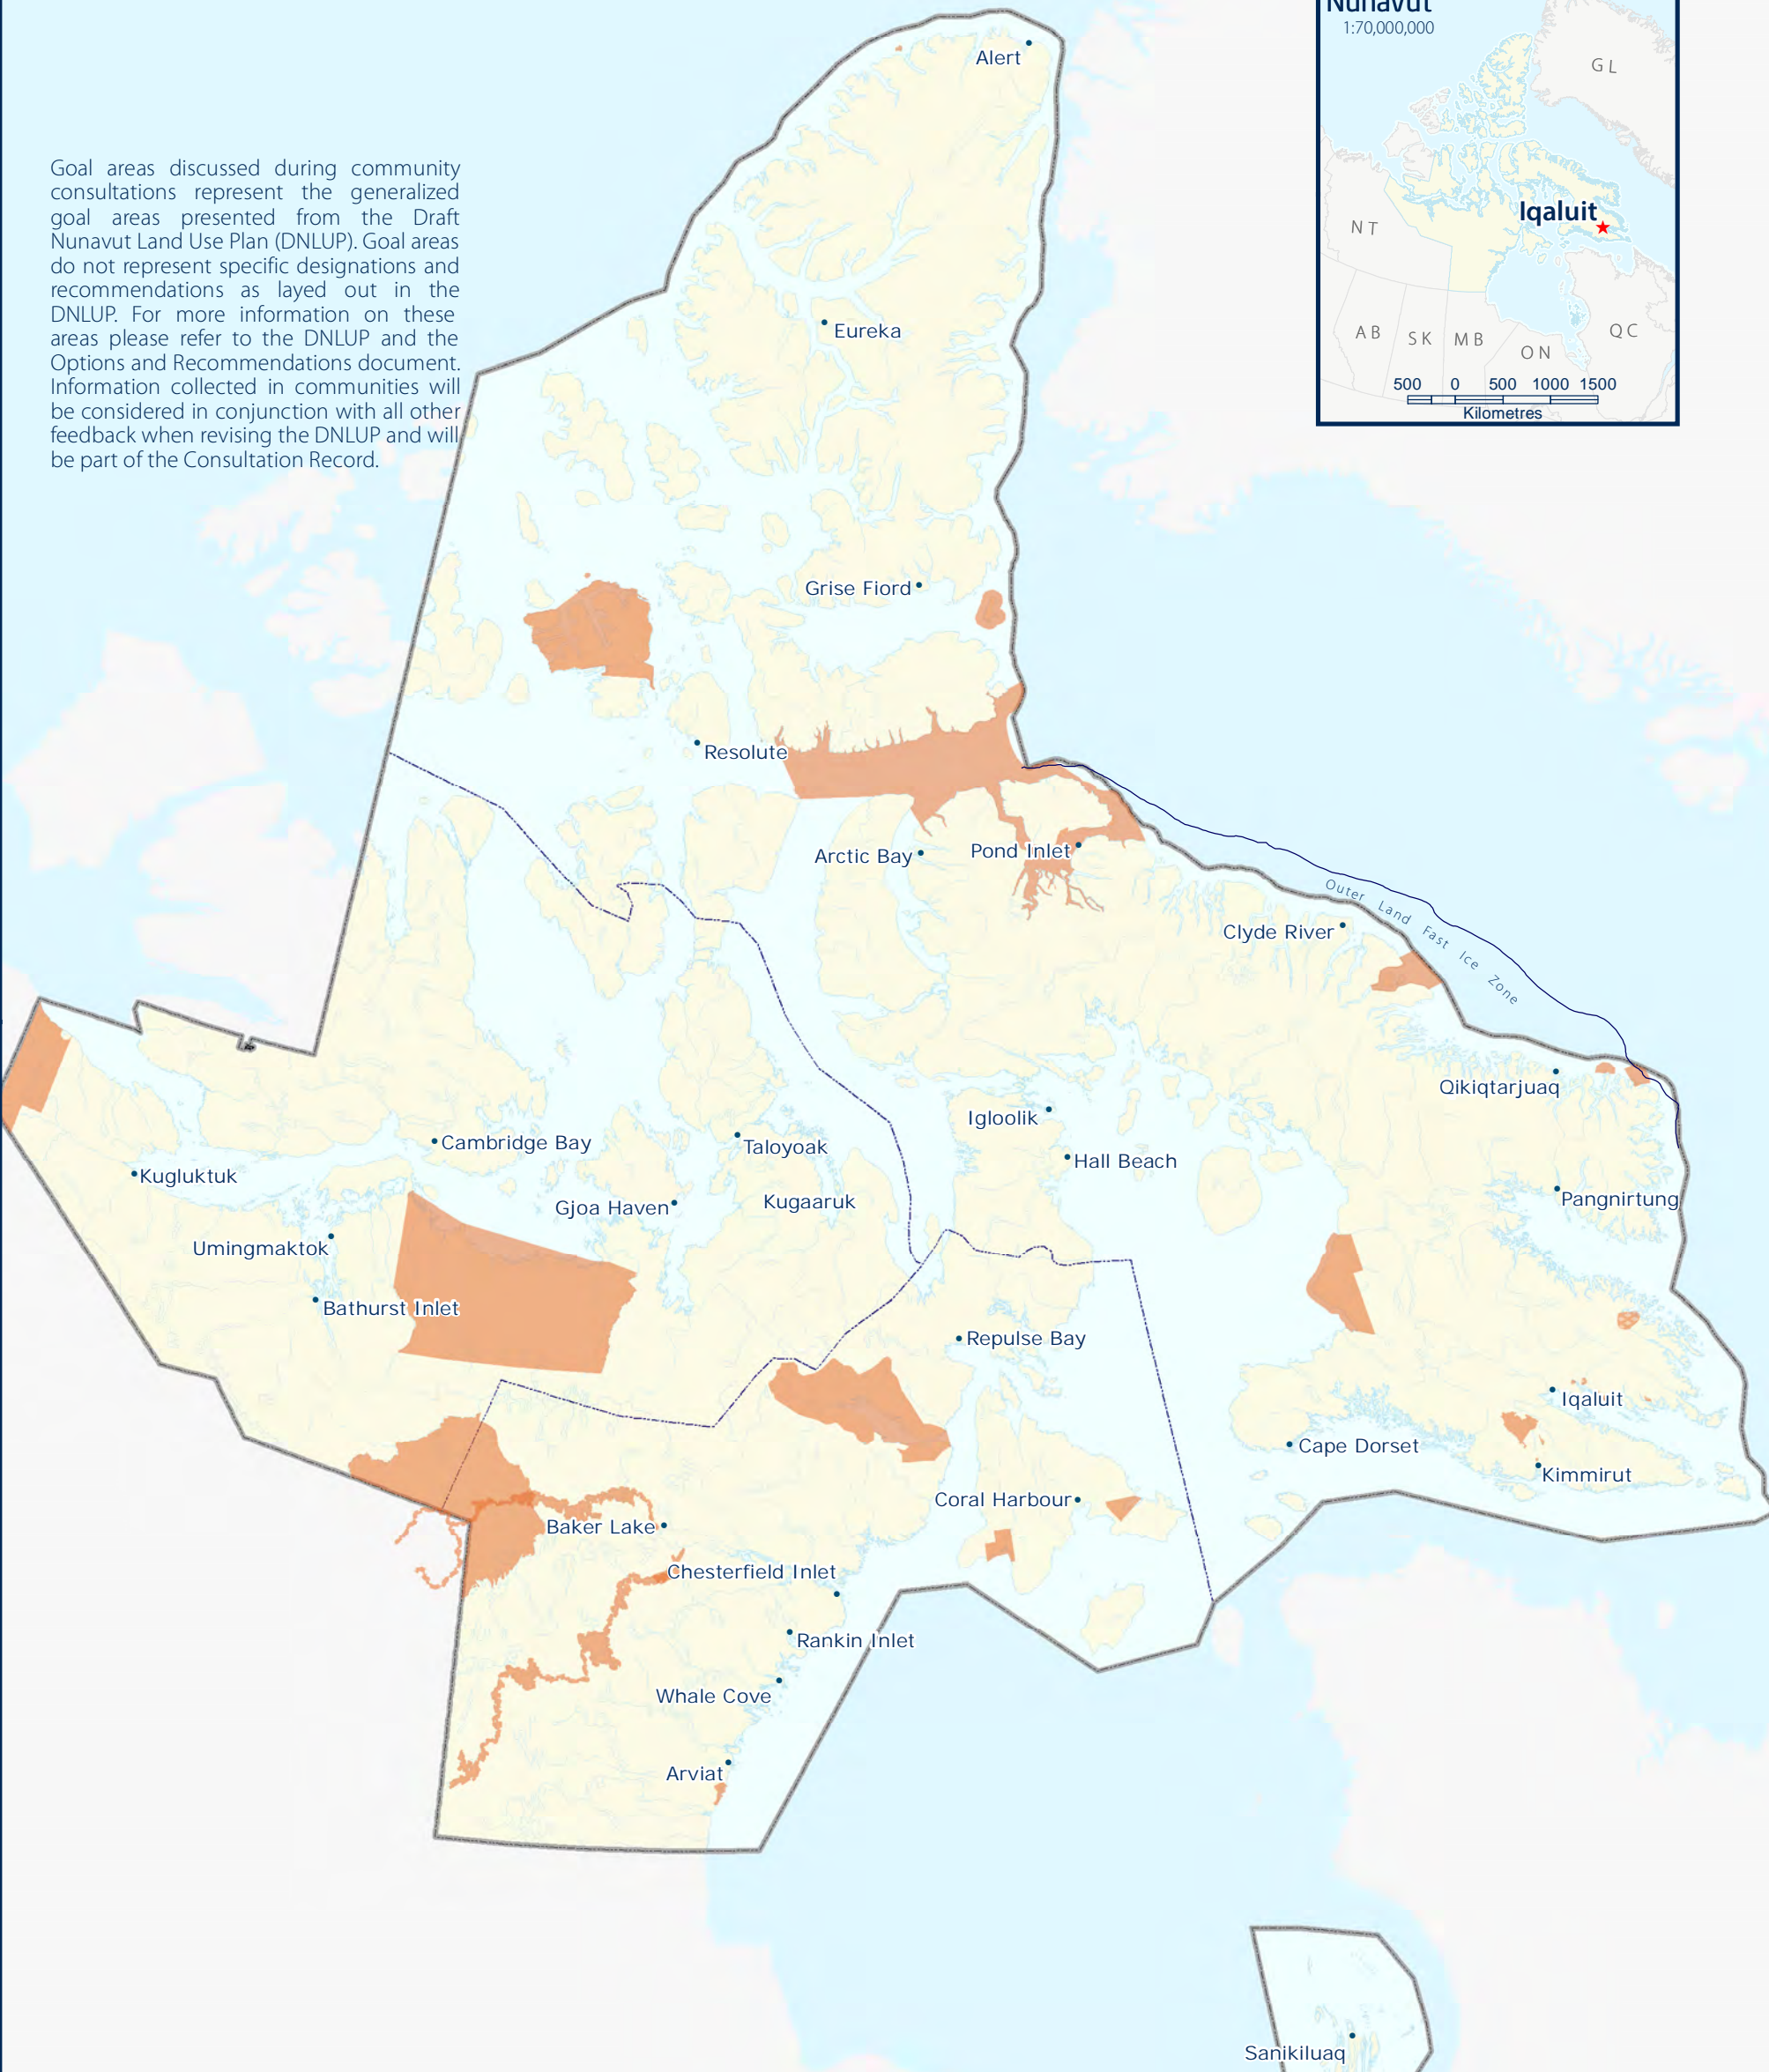 Nunavut
1:70,000,000
GL
Iqaluit
NT
AB
SK
MB
ON
QC
500 0 500 1000 1500
Kilometres
Goal areas discussed during community
consultations represent the generalized
goal areas presented from the Draft
Nunavut Land Use Plan (DNLUP). Goal areas
do not represent specific designations and
recommendations as layed out in the
DNLUP. For more information on these
areas please refer to the DNLUP and the
Options and Recommendations document.
Information collected in communities will
be considered in conjunction with all other
feedback when revising the DNLUP and will
be part of the Consultation Record.
Alert
Eureka
Grise Fiord
Resolute
Arctic Bay
Pond Inlet
Outer Land Fast Ice Zone
Clyde River
Qikiqtarjuaq
Igloolik
Cambridge Bay
Taloyoak
Hall Beach
Kugluktuk
Kugaaruk
Pangnirtung
Gjoa Haven
Umingmaktok
Bathurst Inlet
Repulse Bay
Iqaluit
Cape Dorset
Kimmirut
Coral Harbour
Baker Lake
Chesterfield Inlet
Rankin Inlet
Whale Cove
Arviat
Sanikiluaq